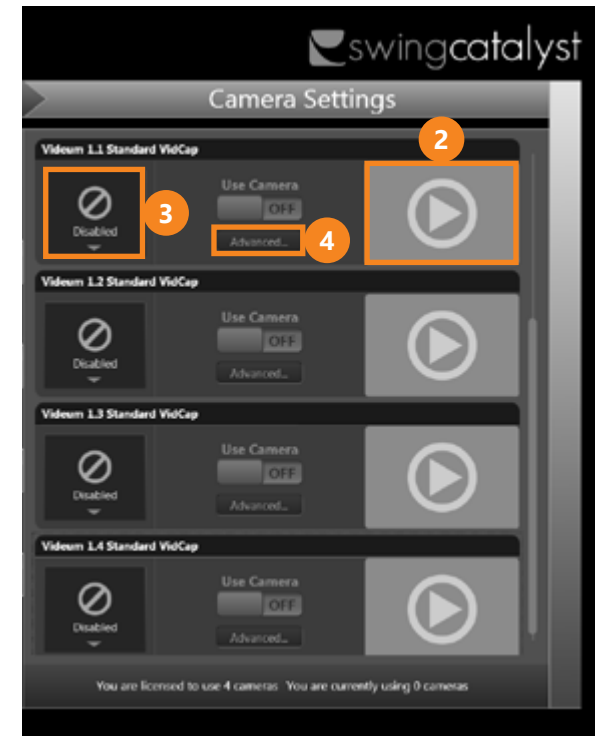 swingcatalyst
Camera Settings
2
Videum 1.1 Standard VidCap
3
Disabled
Use Camera
OFF
Advanced...
4
Videum 1.2 Standard VidCap
Disabled
Use Camera
OFF
Advanced...
Videum 1.3 Standard VidCap
Disabled
Use Camera
OFF
Advanced...
Videum 1.4 Standard VidCap
Disabled
Use Camera
OFF
Advanced...
You are licensed to use 4 cameras You are currently using 0 cameras